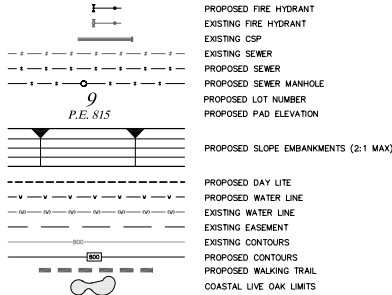 PROPOSED FIRE HYDRANT
EXISTING FIRE HYDRANT
EXISTING CSP
S S S S S S EXISTING SEWER
S S S S S S PROPOSED SEWER
S S S S PROPOSED SEWER MANHOLE
9 PROPOSED LOT NUMBER
P.E. 815 PROPOSED PAD ELEVATION
PROPOSED SLOPE EMBANKMENTS (2:1 MAX)
PROPOSED DAY LITE
V V V V V V PROPOSED WATER LINE
EXISTING WATER LINE
EXISTING EASEMENT
800 EXISTING CONTOURS
800 PROPOSED CONTOURS
PROPOSED WALKING TRAIL
COASTAL LIVE OAK LIMITS